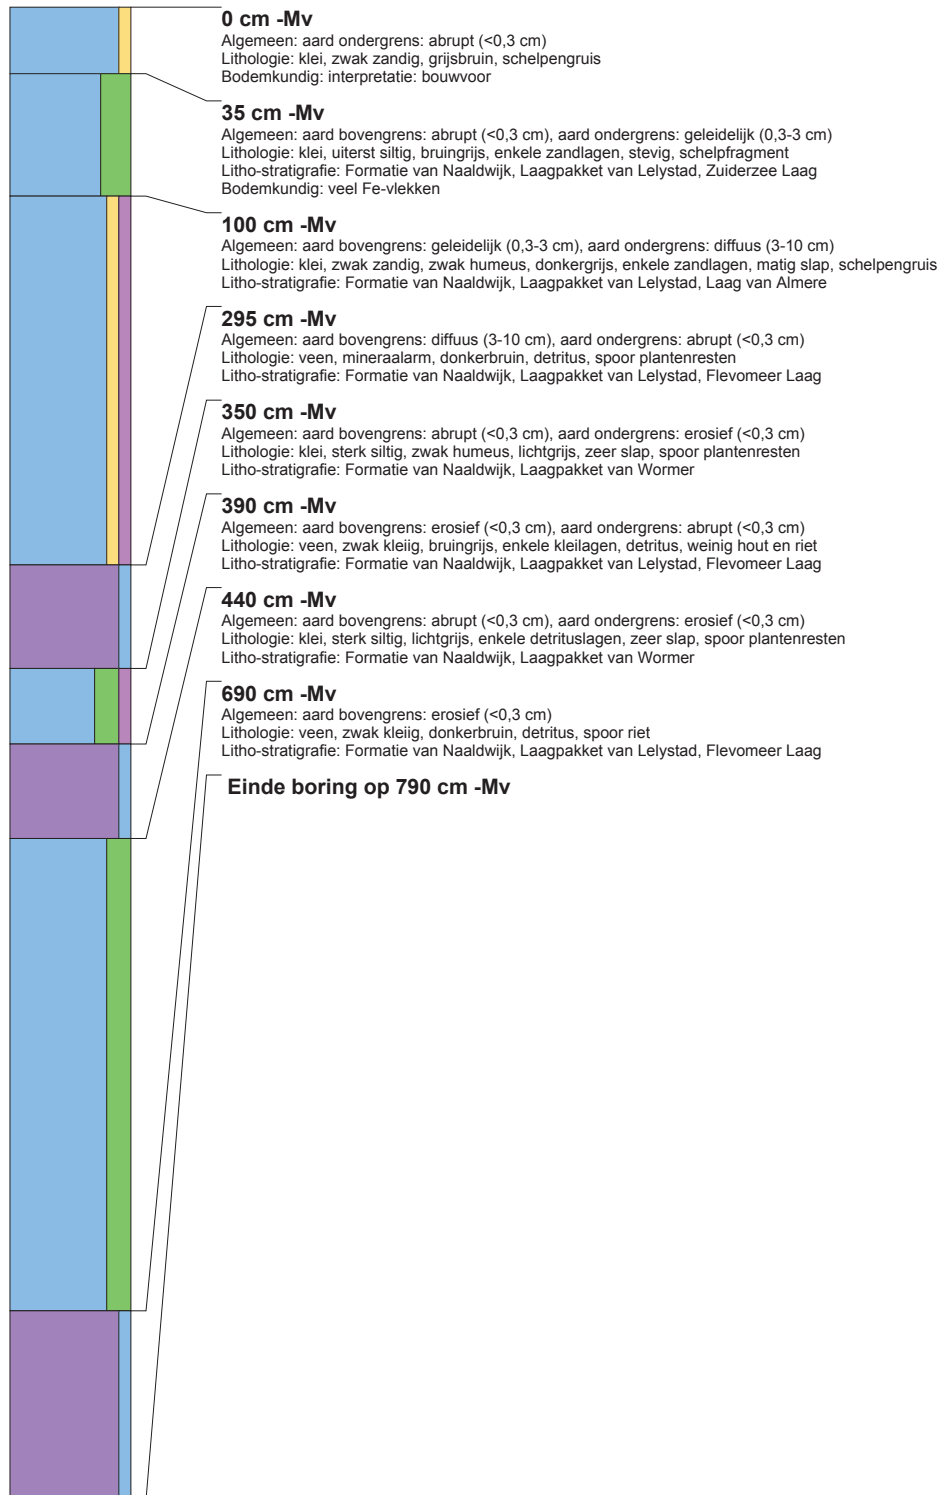 0 cm -Mv
Algemeen: aard ondergrens: abrupt (<0,3 cm)
Lithologie: klei, zwak zandig, grijsbruin, schelpengruis
Bodemkundig: interpretatie: bouwvoor
35 cm -Mv
Algemeen: aard bovengrens: abrupt (<0,3 cm), aard ondergrens: geleidelijk (0,3-3 cm)
Lithologie: klei, uiterst siltig, bruingrijs, enkele zandlagen, stevig, schelpfragment
Litho-stratigrafie: Formatie van Naaldwijk, Laagpakket van Lelystad, Zuiderzee Laag
Bodemkundig: veel Fe-vlekken
100 cm -Mv
Algemeen: aard bovengrens: geleidelijk (0,3-3 cm), aard ondergrens: diffuus (3-10 cm)
Lithologie: klei, zwak zandig, zwak humeus, donkergrijs, enkele zandlagen, matig slap, schelpengruis
Litho-stratigrafie: Formatie van Naaldwijk, Laagpakket van Lelystad, Laag van Almere
295 cm -Mv
Algemeen: aard bovengrens: diffuus (3-10 cm), aard ondergrens: abrupt (<0,3 cm)
Lithologie: veen, mineraalarm, donkerbruin, detritus, spoor plantenresten
Litho-stratigrafie: Formatie van Naaldwijk, Laagpakket van Lelystad, Flevomeer Laag
350 cm -Mv
Algemeen: aard bovengrens: abrupt (<0,3 cm), aard ondergrens: erosief (<0,3 cm)
Lithologie: klei, sterk siltig, zwak humeus, lichtgrijs, zeer slap, spoor plantenresten
Litho-stratigrafie: Formatie van Naaldwijk, Laagpakket van Wormer
390 cm -Mv
Algemeen: aard bovengrens: erosief (<0,3 cm), aard ondergrens: abrupt (<0,3 cm)
Lithologie: veen, zwak kleiig, bruingrijs, enkele kleilagen, detritus, weinig hout en riet
Litho-stratigrafie: Formatie van Naaldwijk, Laagpakket van Lelystad, Flevomeer Laag
440 cm -Mv
Algemeen: aard bovengrens: abrupt (<0,3 cm), aard ondergrens: erosief (<0,3 cm)
Lithologie: klei, sterk siltig, lichtgrijs, enkele detrituslagen, zeer slap, spoor plantenresten
Litho-stratigrafie: Formatie van Naaldwijk, Laagpakket van Wormer
690 cm -Mv
Algemeen: aard bovengrens: erosief (<0,3 cm)
Lithologie: veen, zwak kleiig, donkerbruin, detritus, spoor riet
Litho-stratigrafie: Formatie van Naaldwijk, Laagpakket van Lelystad, Flevomeer Laag
Einde boring op 790 cm -Mv